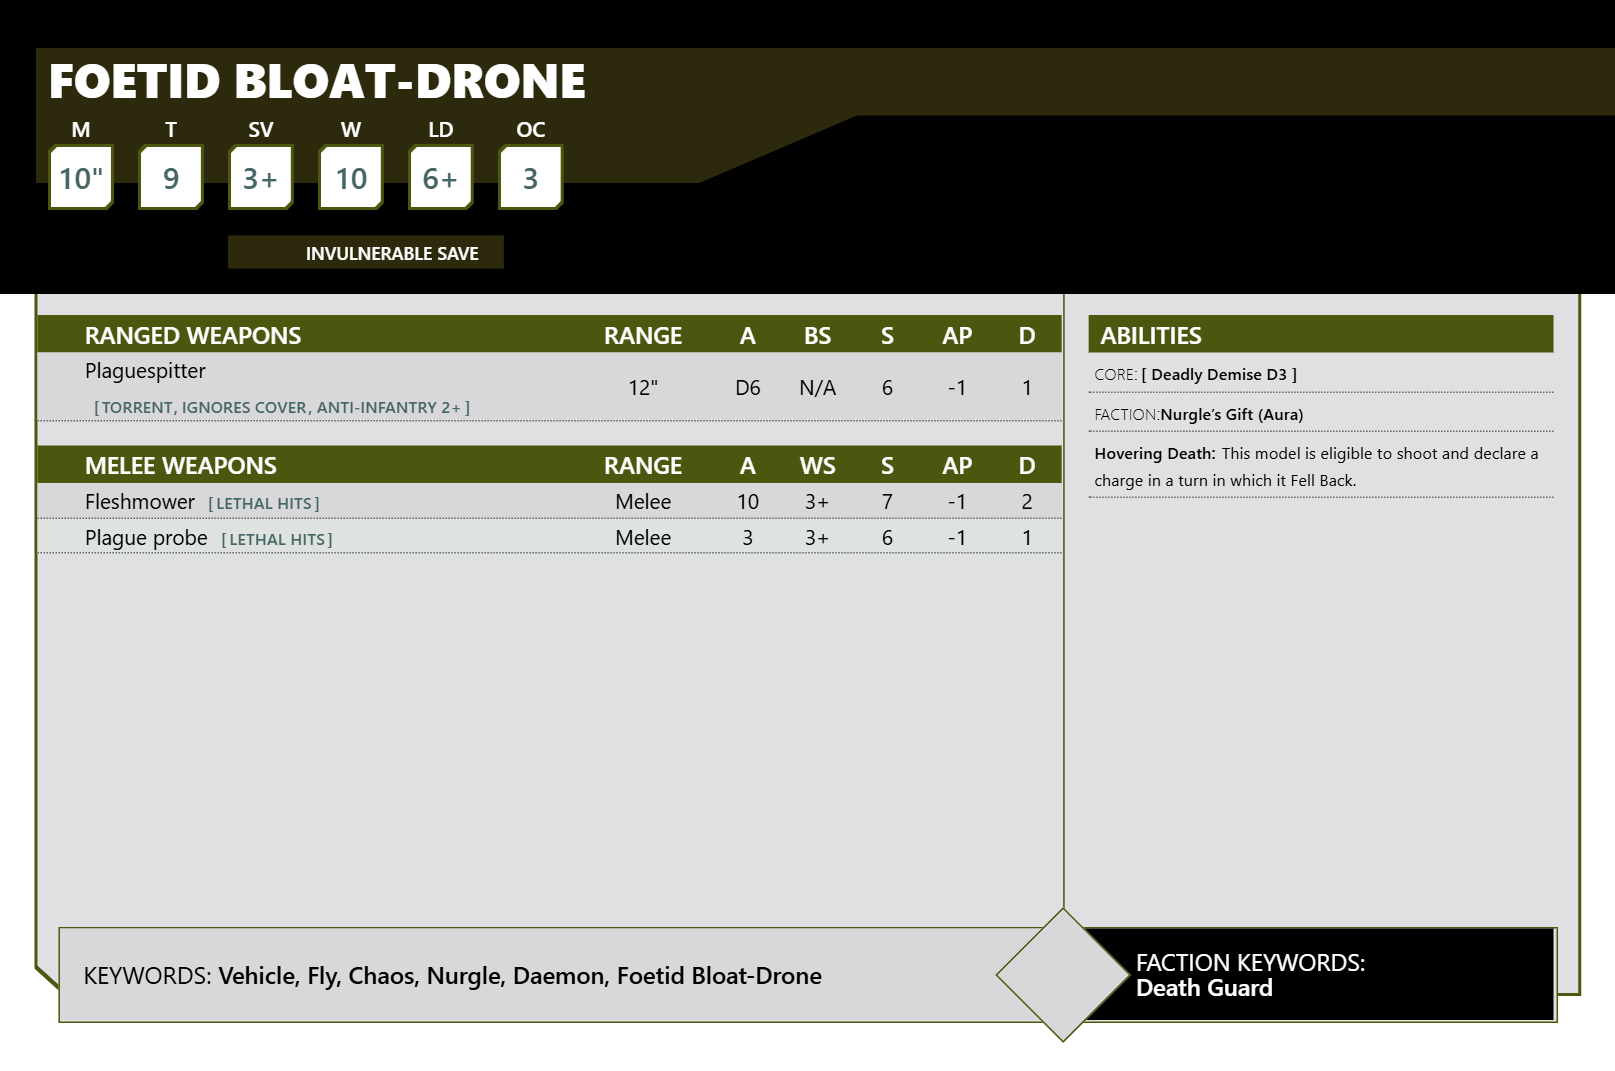 FOETID BLOAT-DRONE
M T SV W LD OC
10" 9 3+ 10 6+ 3
INVULNERABLE SAVE
RANGED WEAPONS RANGE A BS S AP D
Plaguespitter
12" D6 N/A 6 -1 1
[TORRENT, IGNORES COVER, ANTI-INFANTRY 2+]
MELEE WEAPONS RANGE A WS S AP D
Fleshmower [LETHAL HITS] Melee 10 3+ 7 -1 2
Plague probe [LETHAL HITS] Melee 3 3+ 6 -1 1
ABILITIES
CORE: [ Deadly Demise D3 ]
FACTION:Nurgle’s Gift (Aura)
Hovering Death: This model is eligible to shoot and declare a
charge in a turn in which it Fell Back.
KEYWORDS: Vehicle, Fly, Chaos, Nurgle, Daemon, Foetid Bloat-Drone
FACTION KEYWORDS:
Death Guard